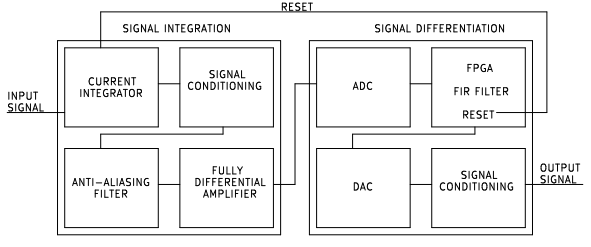 RESET
SIGNAL INTEGRATION
SIGNAL DIFFERENTIATION
INPUT
SIGNAL
CURRENT
INTEGRATOR
SIGNAL
CONDITIONING
ADC
FPGA
FIR FILTER
RESET
ANTI-ALIASING
FILTER
FULLY
DIFFERENTIAL
AMPLIFIER
DAC
SIGNAL
CONDITIONING
OUTPUT
SIGNAL